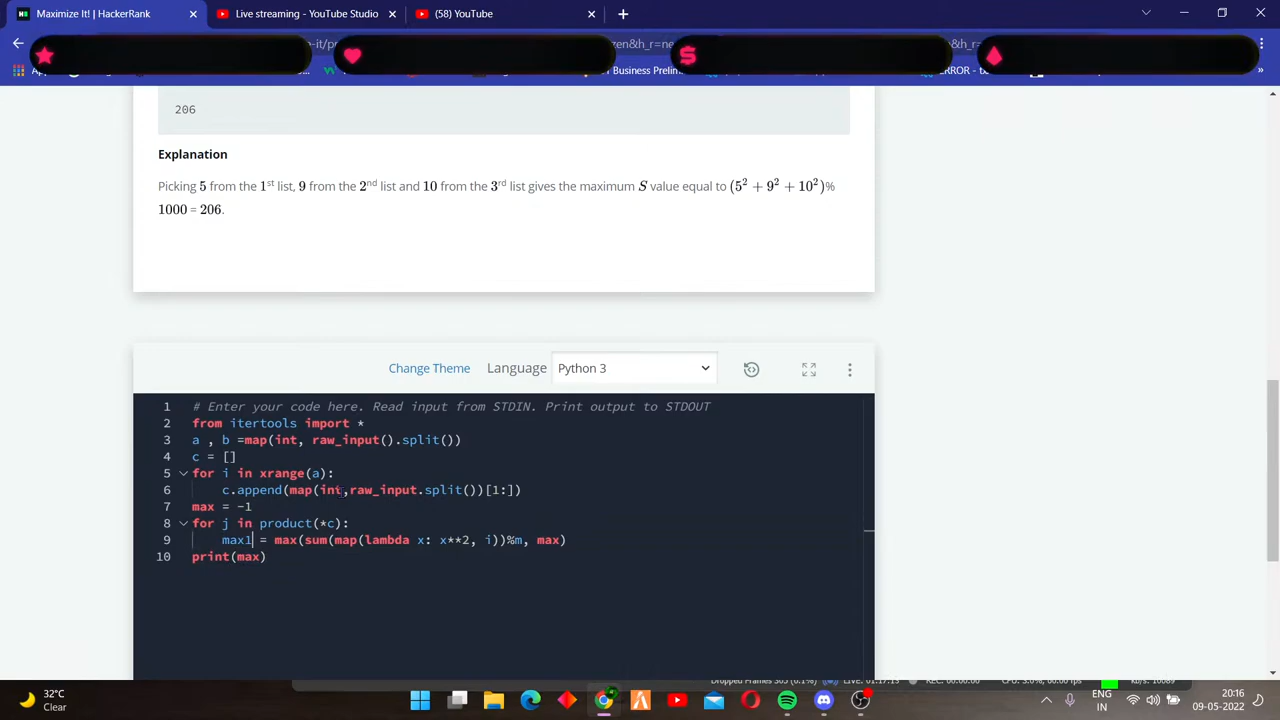 Maximize It! | HackerRank
Live streaming - YouTube Studio
(58) YouTube
206
Explanation
Picking 5 from the 1st list, 9 from the 2nd list and 10 from the 3rd list gives the maximum S value equal to (5² + 9² + 10²)%
1000 = 206.
Change Theme Language Python 3
1 # Enter your code here. Read input from STDIN. Print output to STDOUT
2 from itertools import *
3 a , b =map(int, raw_input().split())
4 c = []
5 for i in xrange(a):
6 c.append(map(int,raw_input.split())[1:])
7 max = -1
8 for j in product(*c):
9 max1 = max(sum(map(lambda x: x**2, i))%m, max)
10 print(max)
32°C
Clear
ENG
IN
20:16
09-05-2022